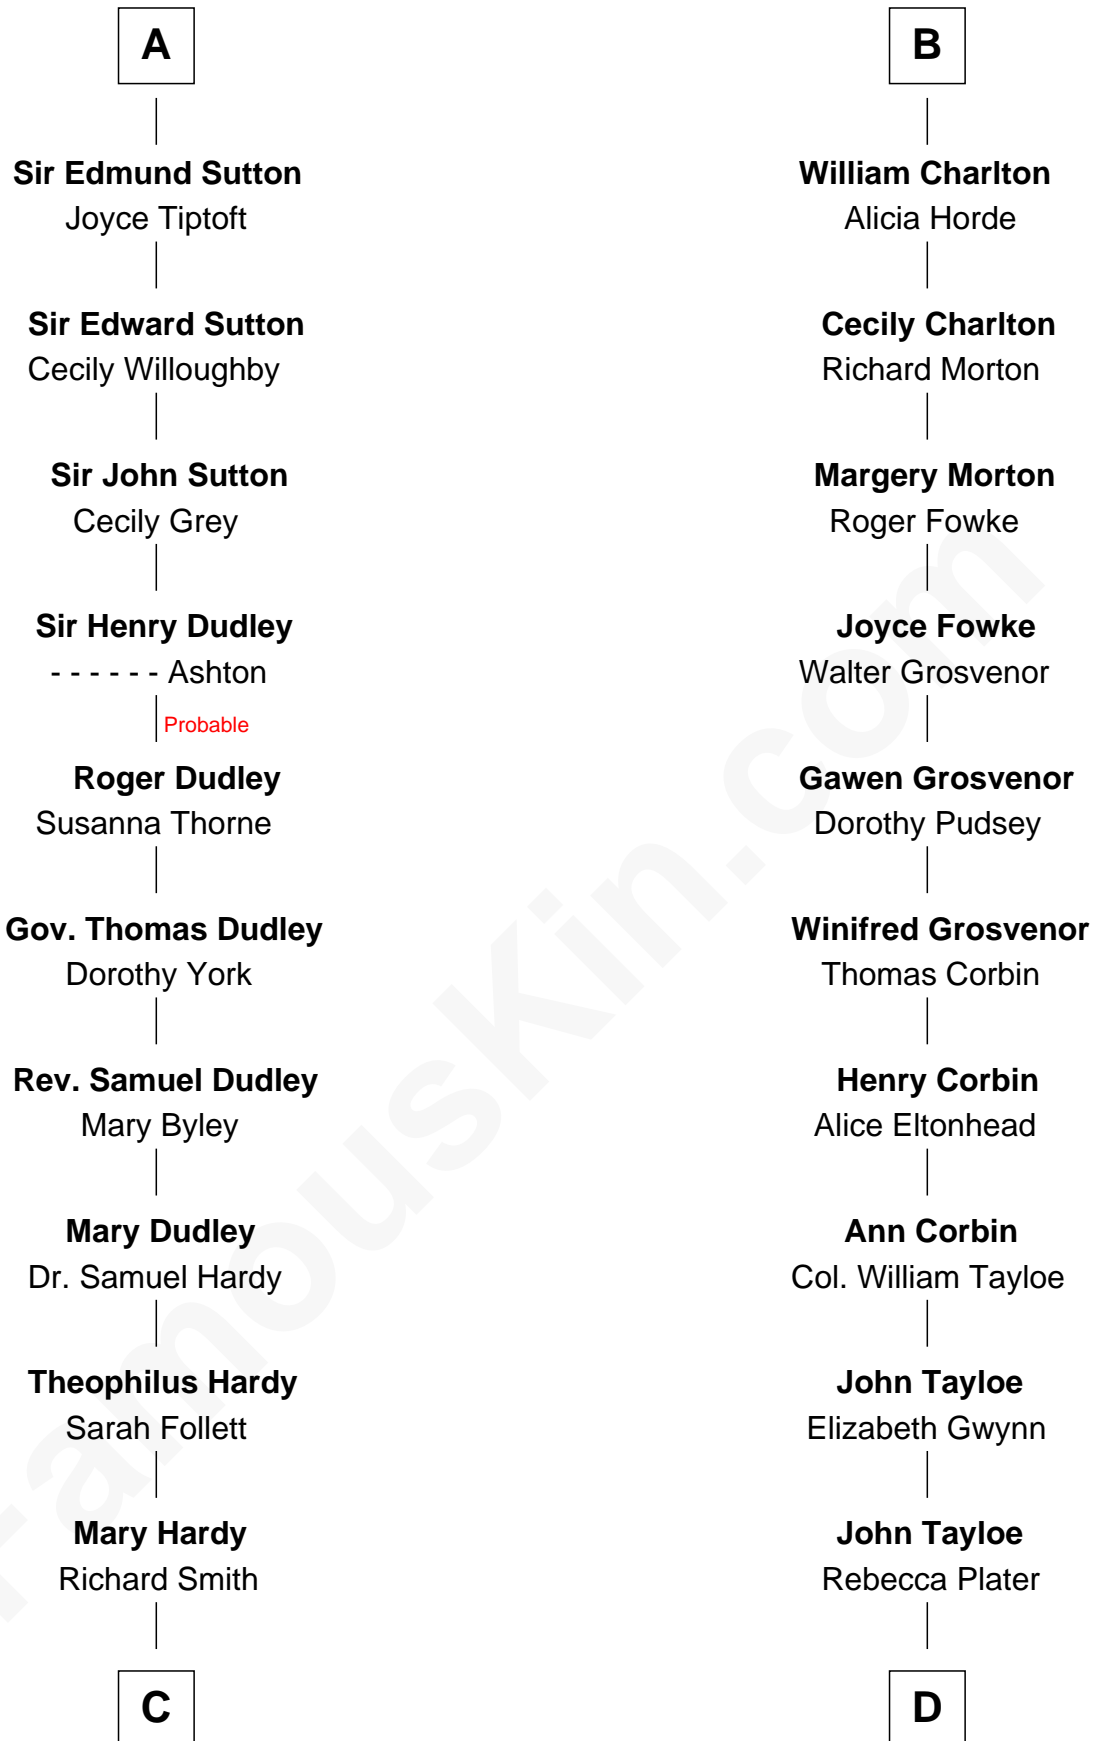 A
Sir Edmund Sutton
Joyce Tiptoft
Sir Edward Sutton
Cecily Willoughby
Sir John Sutton
Cecily Grey
Sir Henry Dudley
- - - - - - Ashton
Probable
Roger Dudley
Susanna Thorne
Gov. Thomas Dudley
Dorothy York
Rev. Samuel Dudley
Mary Byley
Mary Dudley
Dr. Samuel Hardy
Theophilus Hardy
Sarah Follett
Mary Hardy
Richard Smith
C
B
William Charlton
Alicia Horde
Cecily Charlton
Richard Morton
Margery Morton
Roger Fowke
Joyce Fowke
Walter Grosvenor
Gawen Grosvenor
Dorothy Pudsey
Winifred Grosvenor
Thomas Corbin
Henry Corbin
Alice Eltonhead
Ann Corbin
Col. William Tayloe
John Tayloe
Elizabeth Gwynn
John Tayloe
Rebecca Plater
D
FamousKin.com